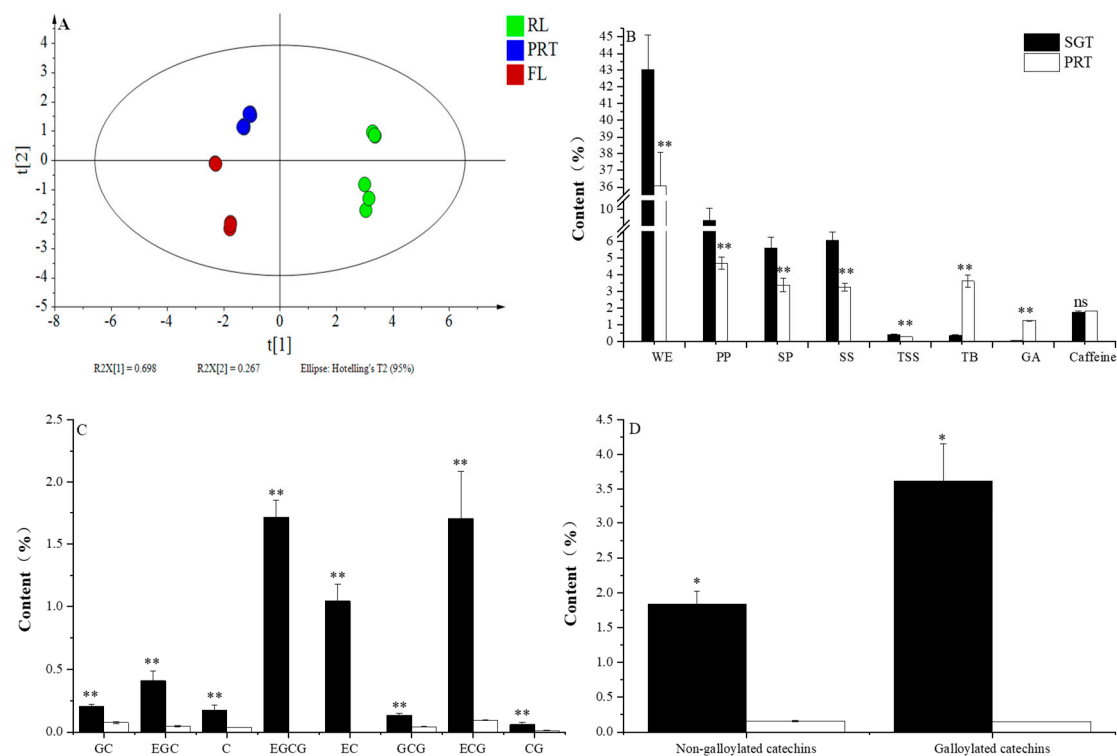 A
RL
PRT
FL
4
3
2
1
0
-1
-2
-3
-4
-5
t[2]
-8
-6
-4
-2
0
2
4
6
t[1]
R2X[1] = 0.698
R2X[2] = 0.267
Ellipse: Hotelling's T2 (95%)
B
SGT
PRT
45
44
43
42
41
40
39
38
37
36
10
6
5
4
3
2
1
0
Content（%）
**
**
**
**
**
**
**
ns
WE
PP
SP
SS
TSS
TB
GA
Caffeine
C
2.5
2.0
1.5
1.0
0.5
0.0
Content（%）
**
**
**
**
**
**
**
**
GC
EGC
C
EGCG
EC
GCG
ECG
CG
D
4.5
4.0
3.5
3.0
2.5
2.0
1.5
1.0
0.5
0.0
Content（%）
*
*
Non-galloylated catechins
Galloylated catechins